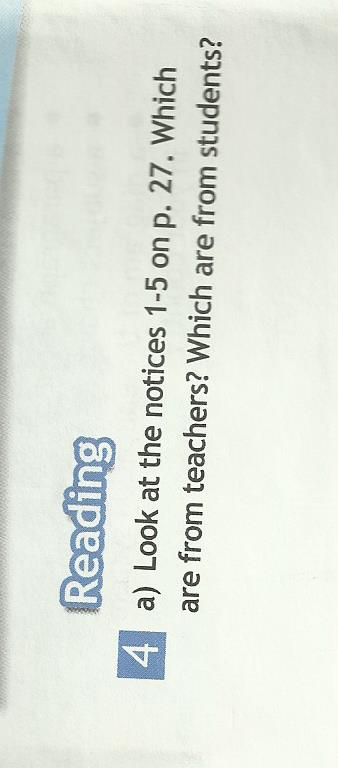 Reading
4 a) Look at the notices 1-5 on p. 27. Which
are from teachers? Which are from students?